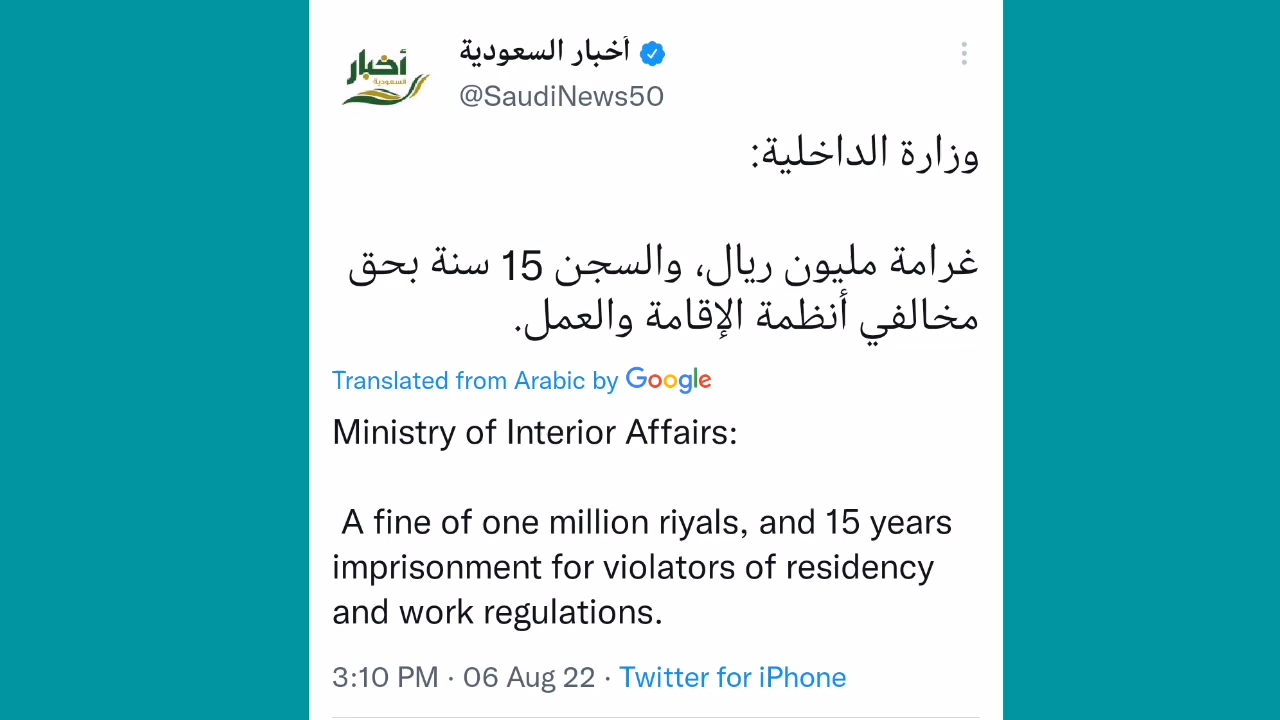 أخبار السعودية
أخبار
السعودية
@SaudiNews50
وزارة الداخلية:
غرامة مليون ريال، والسجن 15 سنة بحق
مخالفي أنظمة الإقامة والعمل.
Translated from Arabic by Google
Ministry of Interior Affairs:
A fine of one million riyals, and 15 years
imprisonment for violators of residency
and work regulations.
3:10 PM · 06 Aug 22 · Twitter for iPhone